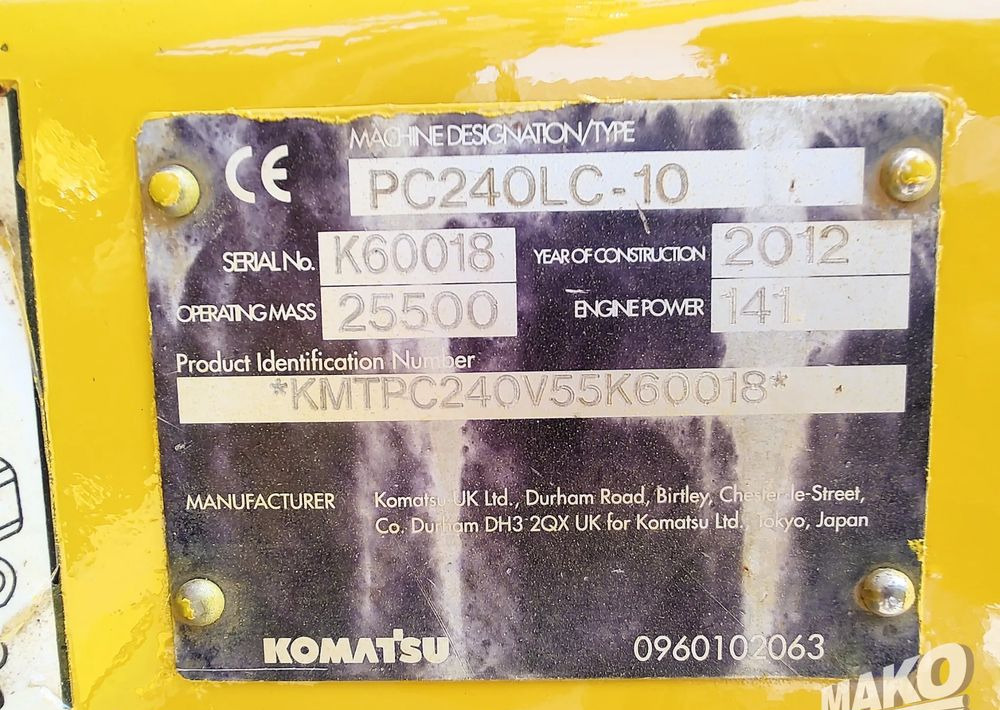 CE
MACHINE DESIGNATION/TYPE
PC240LC-10
SERIAL No. K60018 YEAR OF CONSTRUCTION 2012
OPERATING MASS 25500 ENGINE POWER 141
Product Identification Number
*KMTPC240V55K60018*
MANUFACTURER Komatsu UK Ltd., Durham Road, Birtley, Chester-le-Street,
Co. Durham DH3 2QX UK for Komatsu Ltd., Tokyo, Japan
KOMATSU 0960102063
MAKO